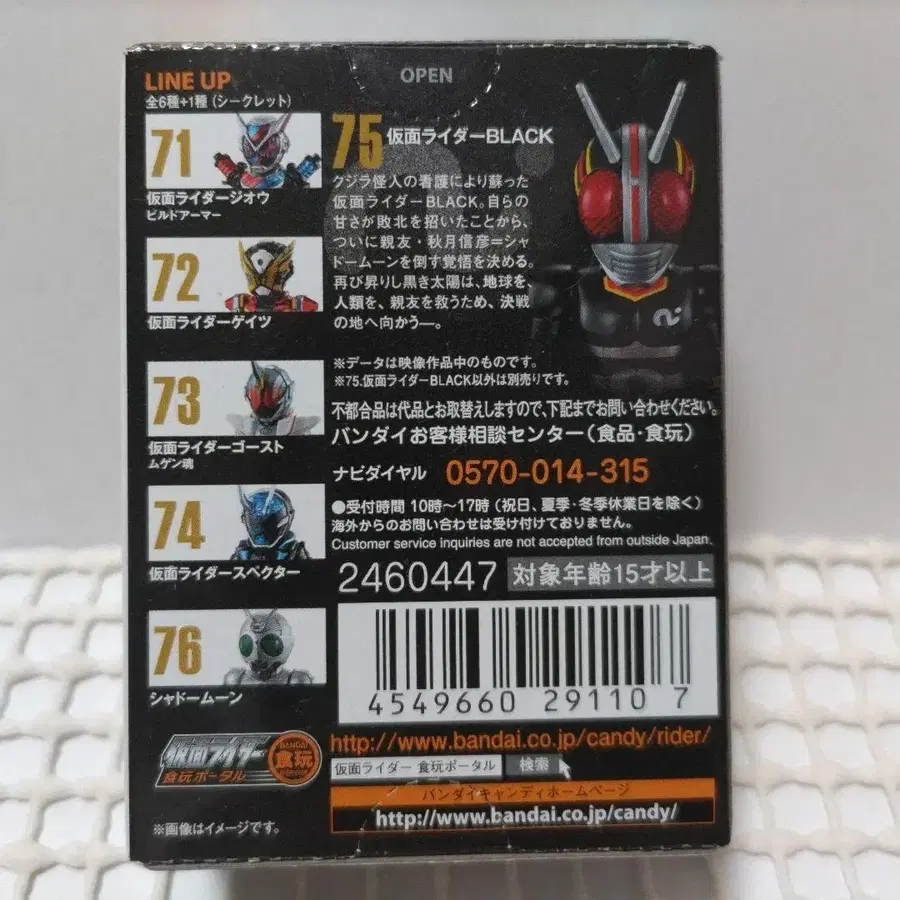 OPEN
LINE UP
全6種+1種(シークレット)
71
仮面ライダージオウ
ビルドアーマー
72
仮面ライダーゲイツ
73
仮面ライダーゴースト
ムゲン魂
74
仮面ライダースペクター
76
シャドームーン
仮面ライダー
食玩ポータル
BANDAI
食玩
※画像はイメージです。
75 仮面ライダーBLACK
クジラ怪人の看護により蘇った
仮面ライダーBLACK。自らの
甘さが敗北を招いたことから、
ついに親友・秋月信彦=シャ
ドームーンを倒す覚悟を決める。
再び昇りし黒き太陽は、地球を、
人類を、親友を救うため、決戦
の地へ向かう―。
※データは映像作品中のものです。
※75.仮面ライダーBLACK以外は別売りです。
不都合品は代品とお取替えしますので、下記までお問い合わせください。
バンダイお客様相談センター(食品・食玩)
ナビダイヤル 0570-014-315
●受付時間 10時~17時(祝日、夏季・冬季休業日を除く)
海外からのお問い合わせは受け付けておりません。
Customer service inquiries are not accepted from outside Japan.
2460447 対象年齢15才以上
4549660 291107
http://www.bandai.co.jp/candy/rider/
仮面ライダー 食玩ポータル 検索
バンダイキャンディホームページ
http://www.bandai.co.jp/candy/